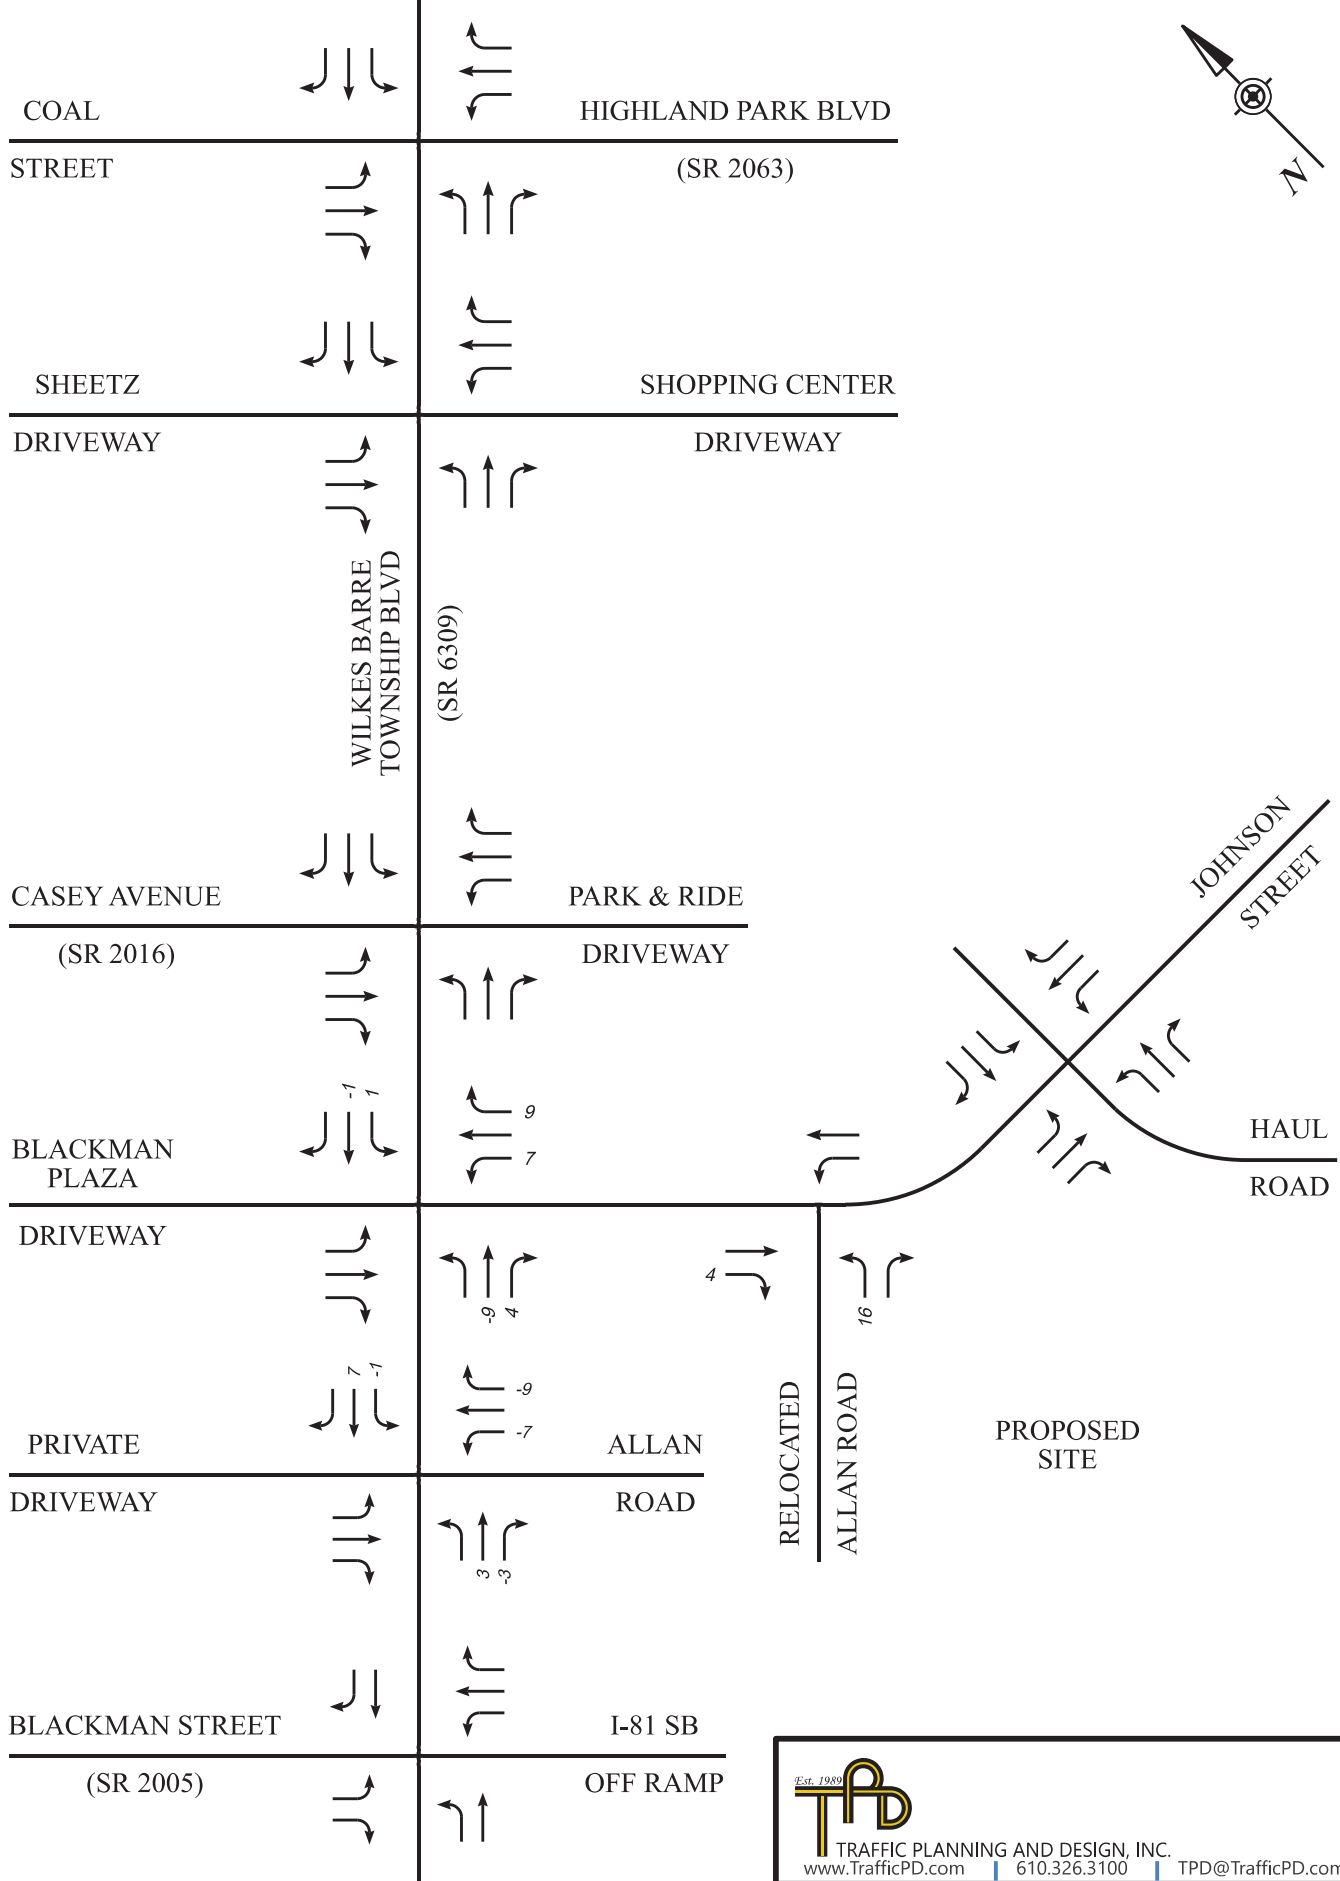 COAL
HIGHLAND PARK BLVD
STREET
(SR 2063)
N
SHEETZ
SHOPPING CENTER
DRIVEWAY
DRIVEWAY
WILKES BARRE
TOWNSHIP BLVD
(SR 6309)
JOHNSON
STREET
CASEY AVENUE
PARK & RIDE
(SR 2016)
DRIVEWAY
-1
1
9
7
BLACKMAN
PLAZA
DRIVEWAY
HAUL
ROAD
-9
4
4
16
7
-1
-9
-7
PRIVATE
ALLAN
DRIVEWAY
ROAD
RELOCATED
ALLAN ROAD
PROPOSED
SITE
3
-3
BLACKMAN STREET
I-81 SB
(SR 2005)
OFF RAMP
Est. 1989
TPD
TRAFFIC PLANNING AND DESIGN, INC.
www.TrafficPD.com | 610.326.3100 | TPD@TrafficPD.com